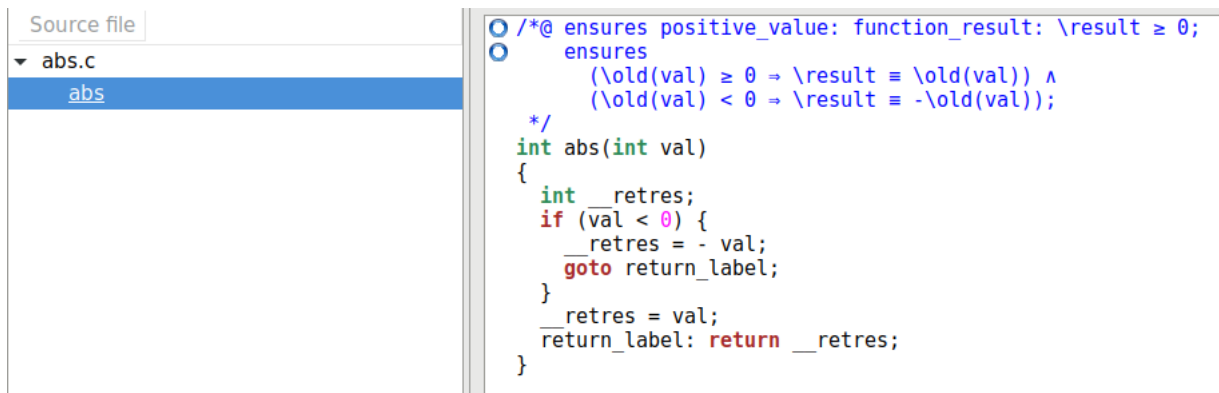 Source file
abs.c
abs
/*@ ensures positive_value: function_result: \result ≥ 0;
    ensures
      (\old(val) ≥ 0 ⇒ \result ≡ \old(val)) ∧
      (\old(val) < 0 ⇒ \result ≡ -\old(val));
 */
int abs(int val)
{
  int __retres;
  if (val < 0) {
    __retres = - val;
    goto return_label;
  }
  __retres = val;
  return_label: return __retres;
}